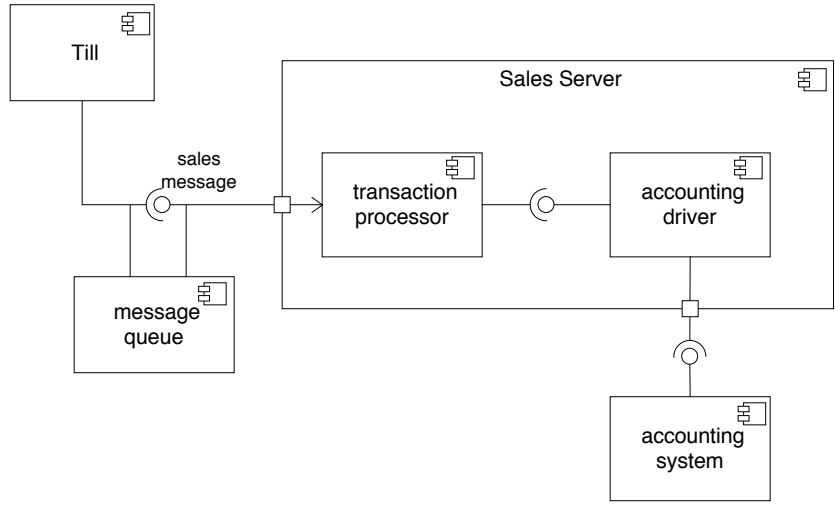 Till
Sales Server
sales
message
transaction
processor
accounting
driver
message
queue
accounting
system